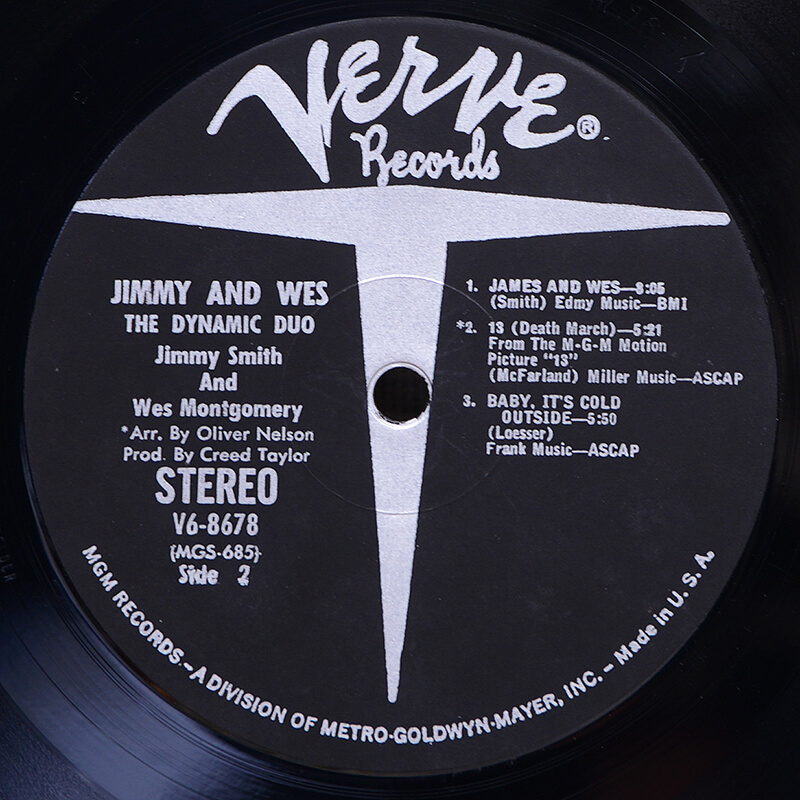 Verve®
Records
JIMMY AND WES
THE DYNAMIC DUO
Jimmy Smith
And
Wes Montgomery
*Arr. By Oliver Nelson
Prod. By Creed Taylor
STEREO
V6-8678
(MGS-685)
Side 2
1. JAMES AND WES—8:05
(Smith) Edmy Music—BMI
*2. 13 (Death March)—5:21
From The M-G-M Motion
Picture "13"
(McFarland) Miller Music—ASCAP
3. BABY, IT'S COLD
OUTSIDE—5:50
(Loesser)
Frank Music—ASCAP
MGM RECORDS - A DIVISION OF METRO-GOLDWYN-MAYER, INC. - Made in U. S. A.